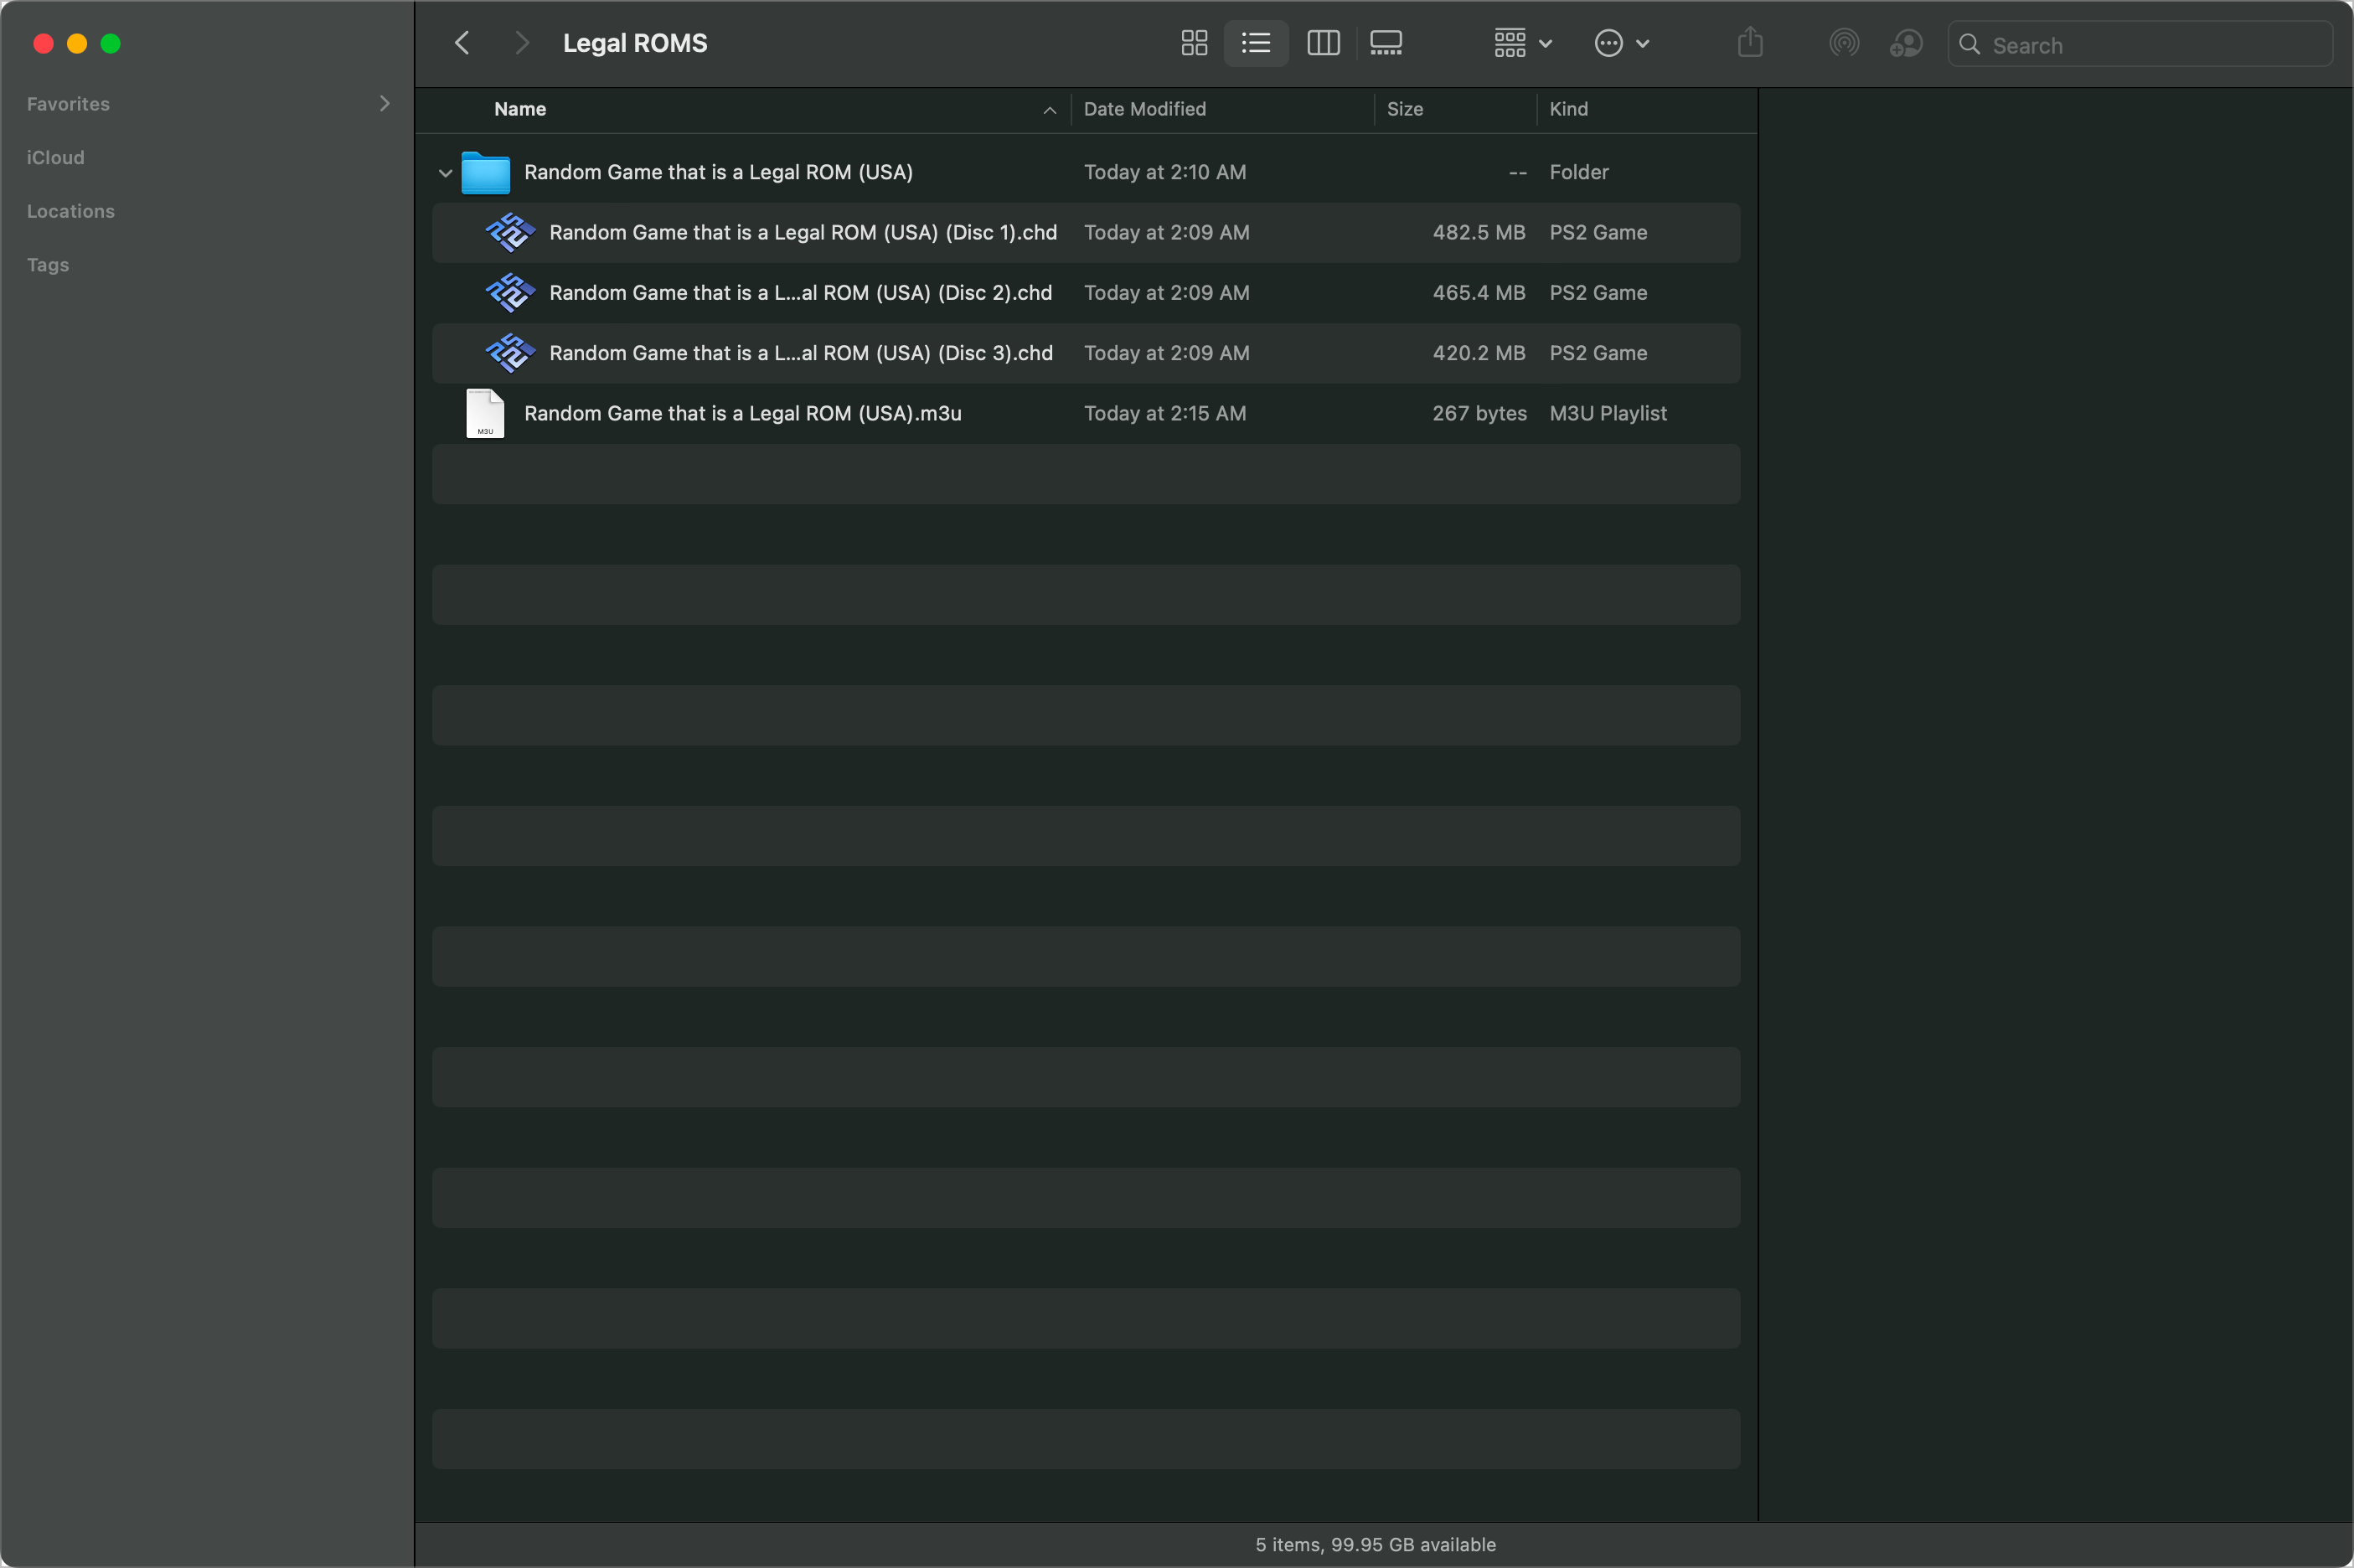 Legal ROMS
Search
Favorites
iCloud
Locations
Tags
Name Date Modified Size Kind
Random Game that is a Legal ROM (USA) Today at 2:10 AM -- Folder
Random Game that is a Legal ROM (USA) (Disc 1).chd Today at 2:09 AM 482.5 MB PS2 Game
Random Game that is a L...al ROM (USA) (Disc 2).chd Today at 2:09 AM 465.4 MB PS2 Game
Random Game that is a L...al ROM (USA) (Disc 3).chd Today at 2:09 AM 420.2 MB PS2 Game
M3U Random Game that is a Legal ROM (USA).m3u Today at 2:15 AM 267 bytes M3U Playlist
5 items, 99.95 GB available